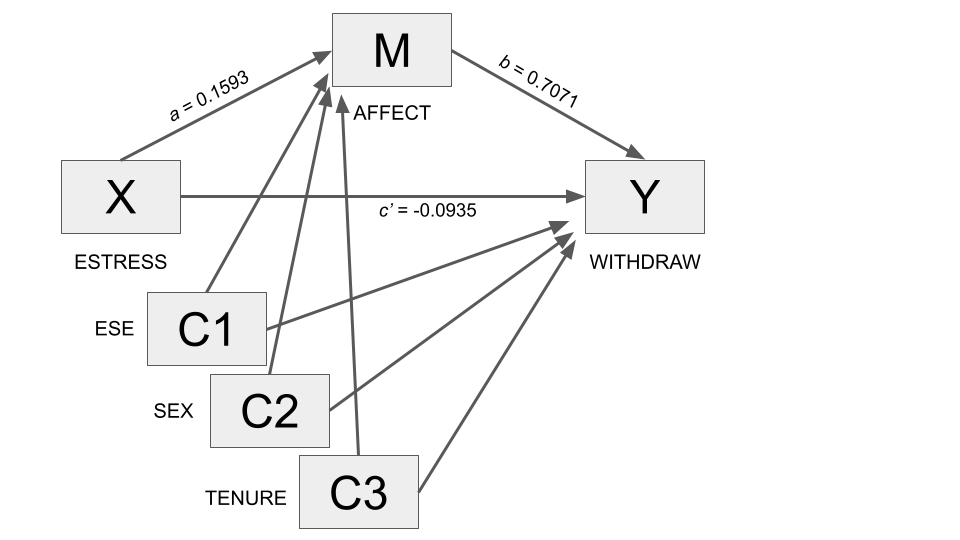 M
a = 0.1593
b = 0.7071
AFFECT
X
Y
c’ = -0.0935
ESTRESS
WITHDRAW
ESE
C1
SEX
C2
TENURE
C3